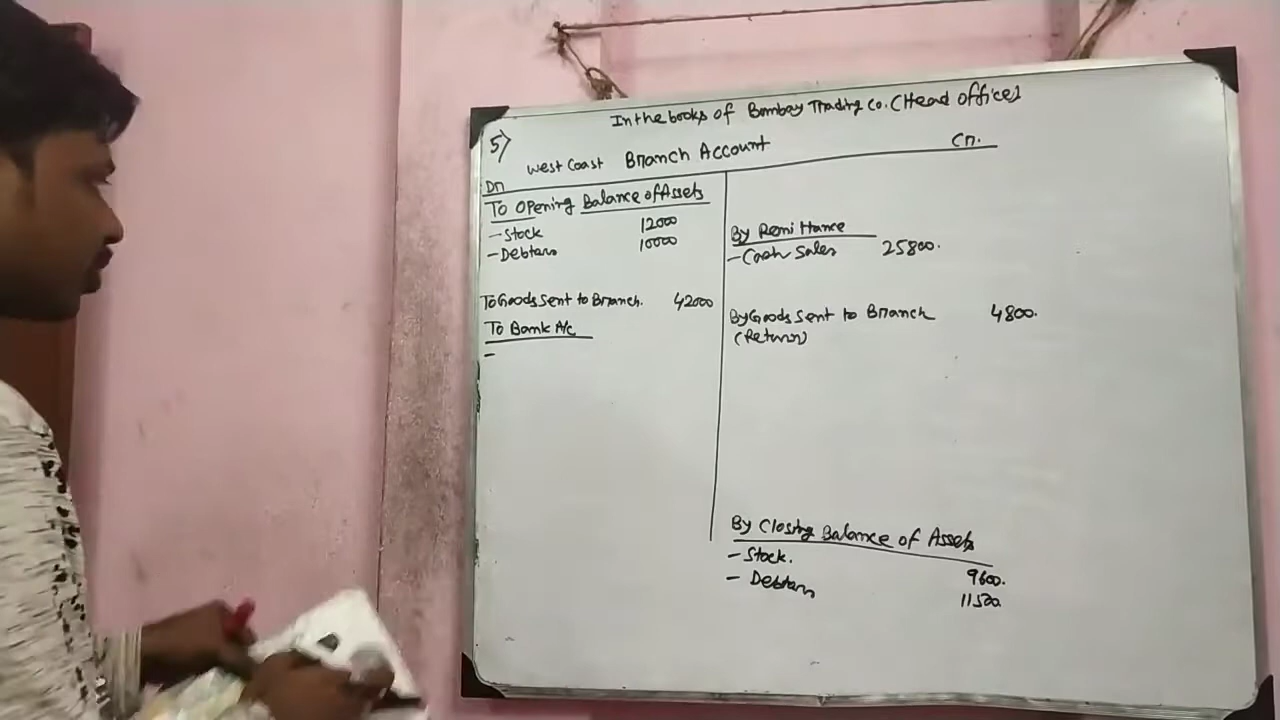 In the books of Bombay Trading Co. (Head Office)
5)
West Coast Branch Account
Cr.
Dr
To Opening Balance of Assets
- Stock 12000
- Debtors 10000
To Goods Sent to Branch. 42000
To Bank A/c
-
By Remittance
- Cash Sales 25800.
By Goods Sent to Branch 4800.
(Return)
By Closing Balance of Assets
- Stock. 9600.
- Debtors 11520